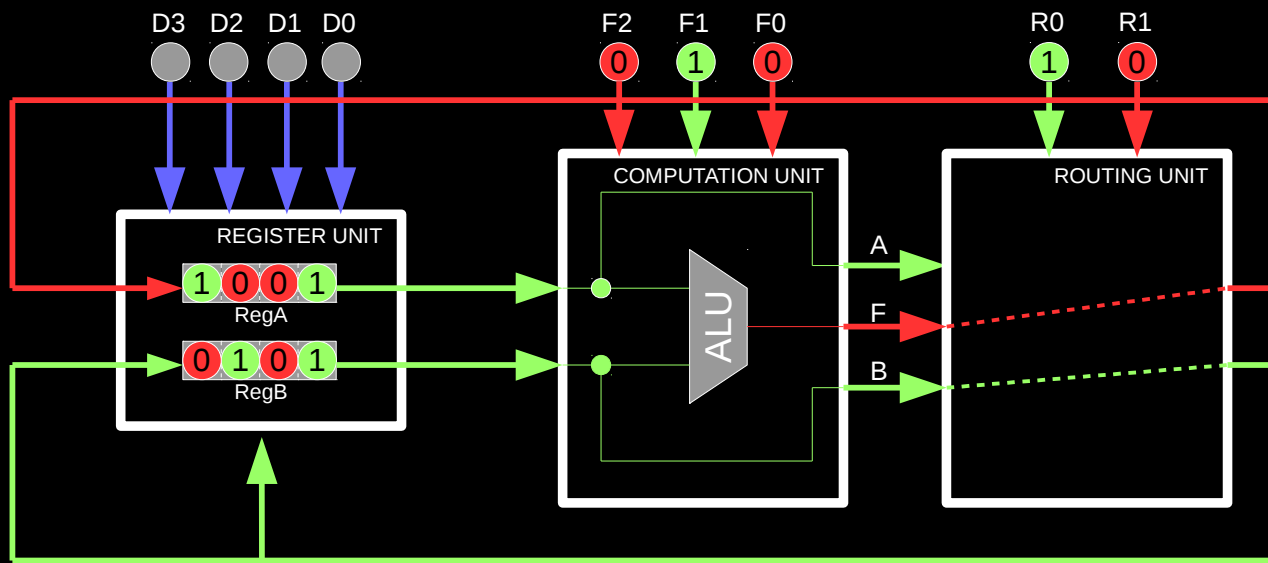 D3 D2 D1 D0 F2 F1 F0 R0 R1
0 1 0 1 0
COMPUTATION UNIT ROUTING UNIT
REGISTER UNIT
A
1 0 0 1
RegA
F
ALU
0 1 0 1
B
RegB